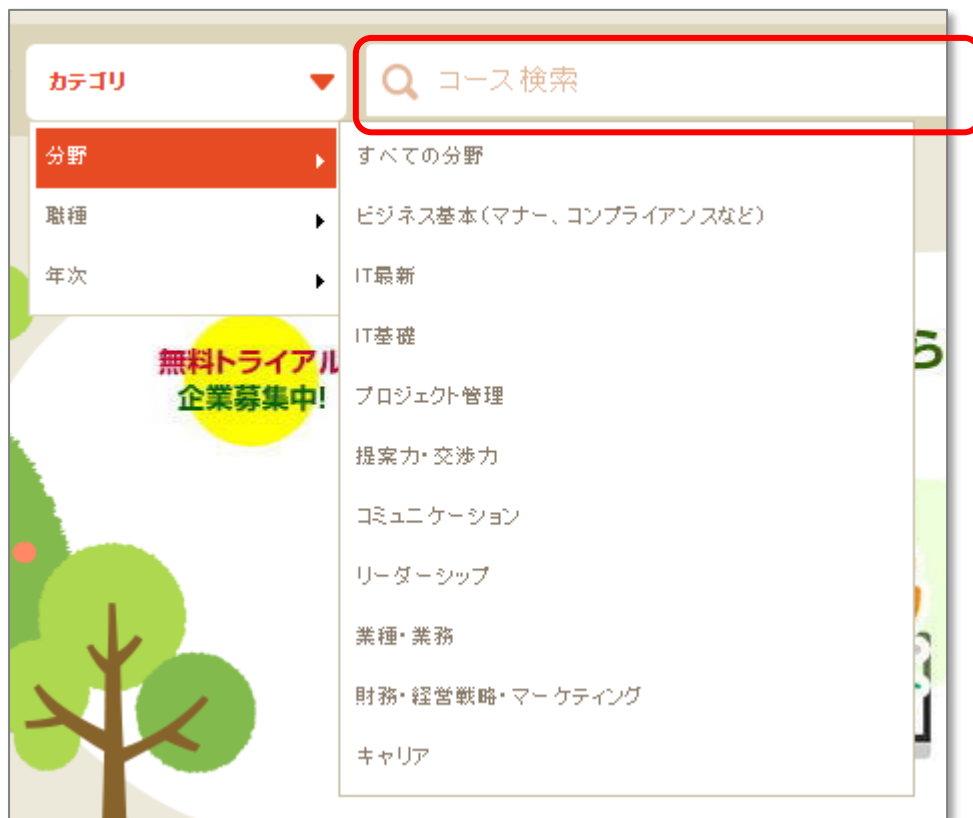 カテゴリ
コース検索
分野
職種
年次
すべての分野
ビジネス基本(マナー、コンプライアンスなど)
IT最新
IT基礎
プロジェクト管理
提案力・交渉力
コミュニケーション
リーダーシップ
業種・業務
財務・経営戦略・マーケティング
キャリア
無料トライアル
企業募集中!
ら